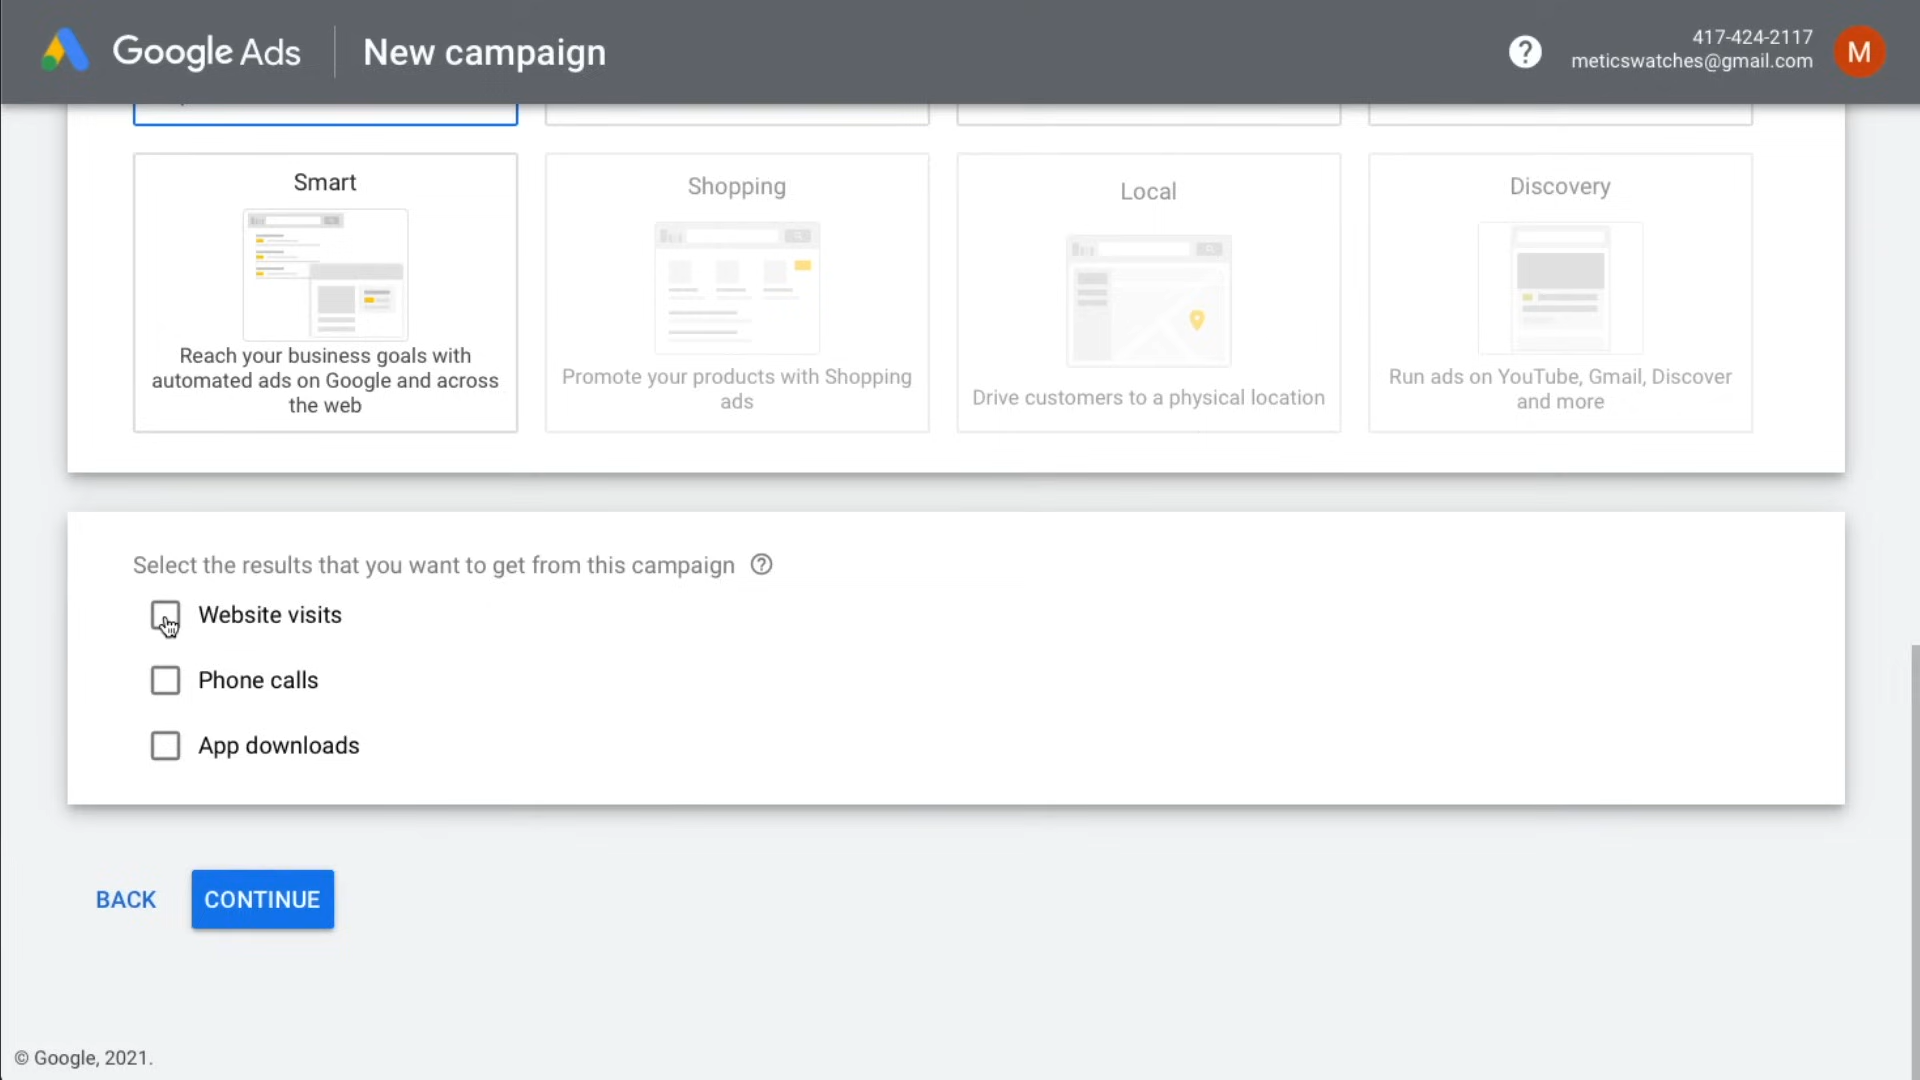 Google Ads
New campaign
417-424-2117
meticswatches@gmail.com
M
Smart
Reach your business goals with
automated ads on Google and across
the web
Shopping
Promote your products with Shopping
ads
Local
Drive customers to a physical location
Discovery
Run ads on YouTube, Gmail, Discover
and more
Select the results that you want to get from this campaign
Website visits
Phone calls
App downloads
BACK
CONTINUE
© Google, 2021.